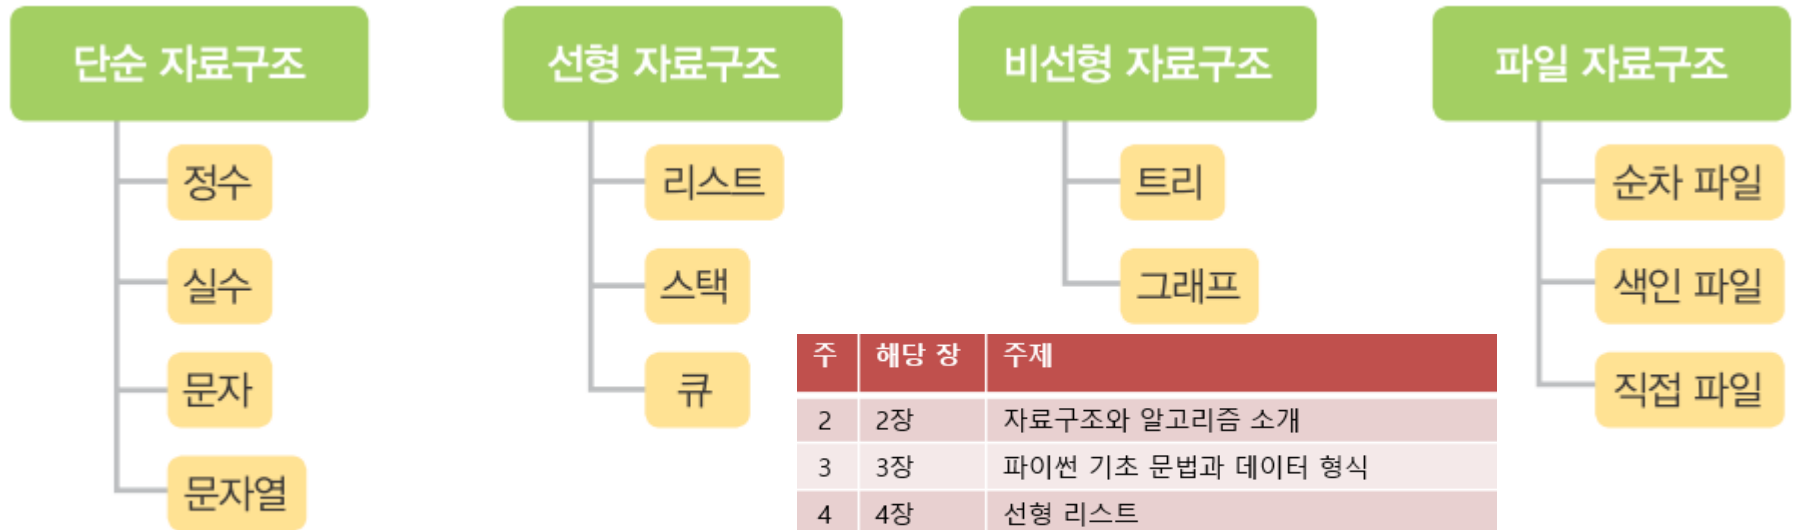 단순 자료구조
정수
실수
문자
문자열
선형 자료구조
리스트
스택
큐
비선형 자료구조
트리
그래프
파일 자료구조
순차 파일
색인 파일
직접 파일
주 해당 장 주제
2 2장 자료구조와 알고리즘 소개
3 3장 파이썬 기초 문법과 데이터 형식
4 4장 선형 리스트